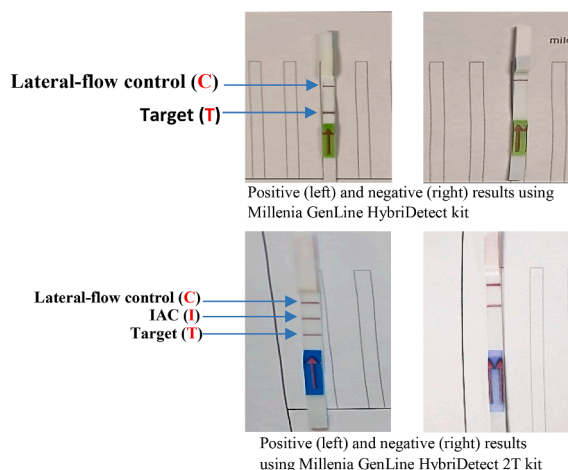 Lateral-flow control (C)
Target (T)
Positive (left) and negative (right) results using
Millenia GenLine HybriDetect kit
Lateral-flow control (C)
IAC (I)
Target (T)
Positive (left) and negative (right) results
using Millenia GenLine HybriDetect 2T kit